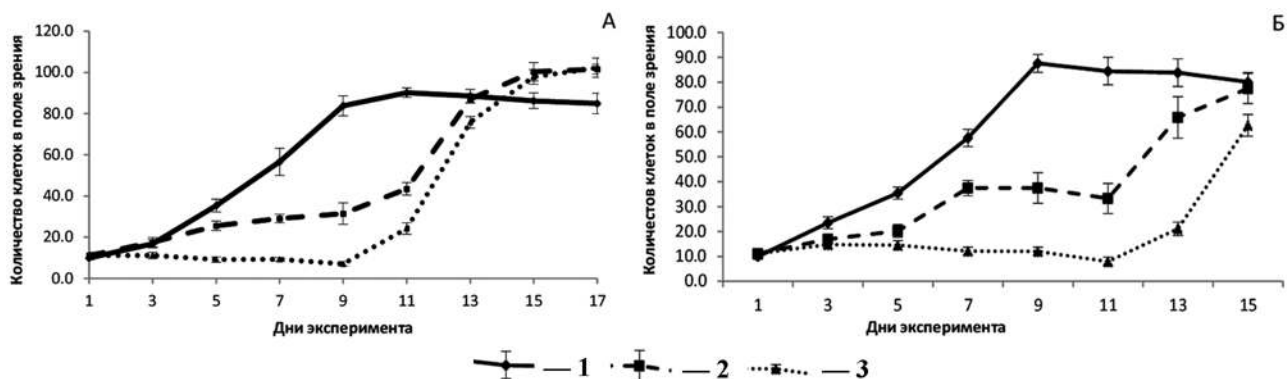 А
Количество клеток в поле зрения
120.0
100.0
80.0
60.0
40.0
20.0
0.0
1 3 5 7 9 11 13 15 17
Дни эксперимента
Б
Количестов клеток в поле зрения
100.0
90.0
80.0
70.0
60.0
50.0
40.0
30.0
20.0
10.0
0.0
1 3 5 7 9 11 13 15
Дни эксперимента
— 1 — 2 — 3